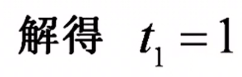 解得 t₁ = 1